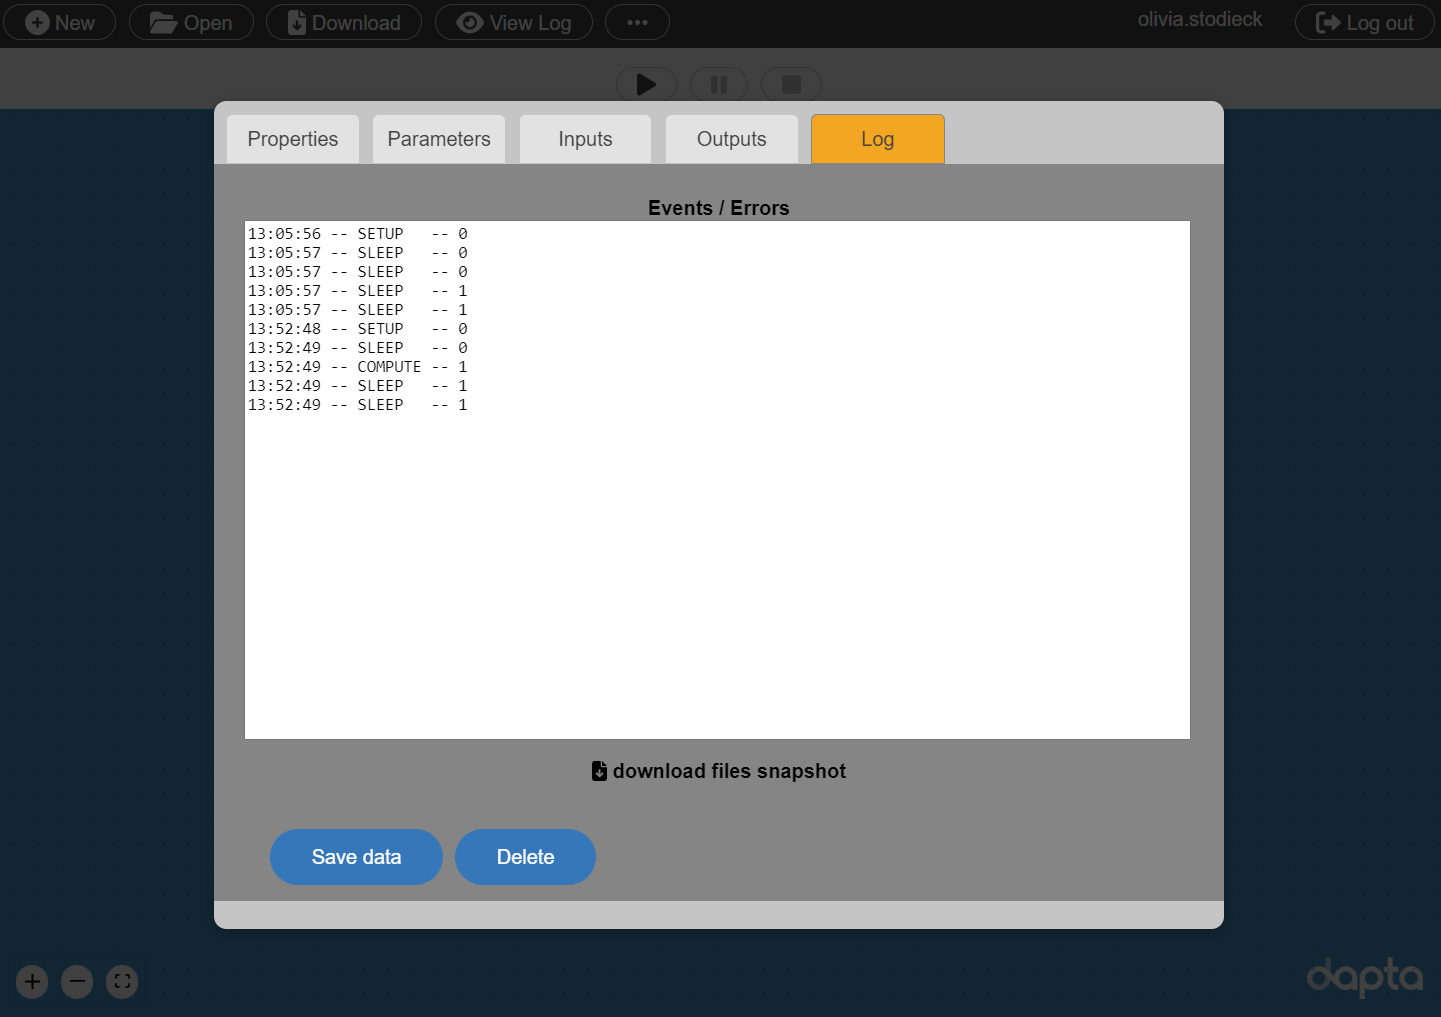 New Open Download View Log ••• olivia.stodieck Log out
Properties Parameters Inputs Outputs Log
Events / Errors
13:05:56 -- SETUP   -- 0
13:05:57 -- SLEEP   -- 0
13:05:57 -- SLEEP   -- 0
13:05:57 -- SLEEP   -- 1
13:05:57 -- SLEEP   -- 1
13:52:48 -- SETUP   -- 0
13:52:49 -- SLEEP   -- 0
13:52:49 -- COMPUTE -- 1
13:52:49 -- SLEEP   -- 1
13:52:49 -- SLEEP   -- 1
download files snapshot
Save data Delete
dapta